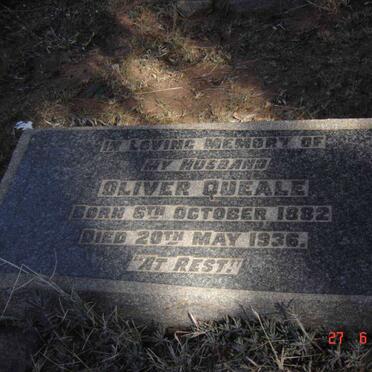 IN LOVING MEMORY OF
MY HUSBAND
OLIVER QUEALE
BORN 6TH OCTOBER 1882
DIED 20TH MAY 1936.
"AT REST."
27 6